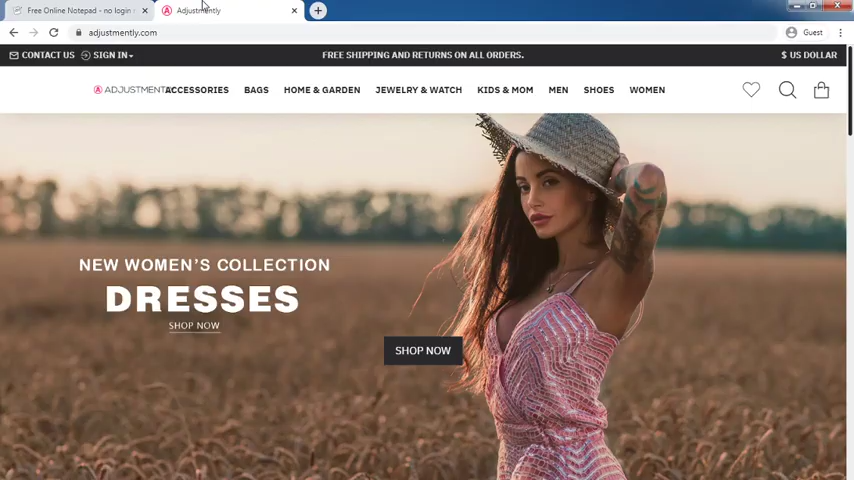 Free Online Notepad - no login
Adjustmently
adjustmently.com
Guest
CONTACT US SIGN IN
FREE SHIPPING AND RETURNS ON ALL ORDERS.
$ US DOLLAR
ADJUSTMENT
ACCESSORIES BAGS HOME & GARDEN JEWELRY & WATCH KIDS & MOM MEN SHOES WOMEN
NEW WOMEN'S COLLECTION
DRESSES
SHOP NOW
SHOP NOW